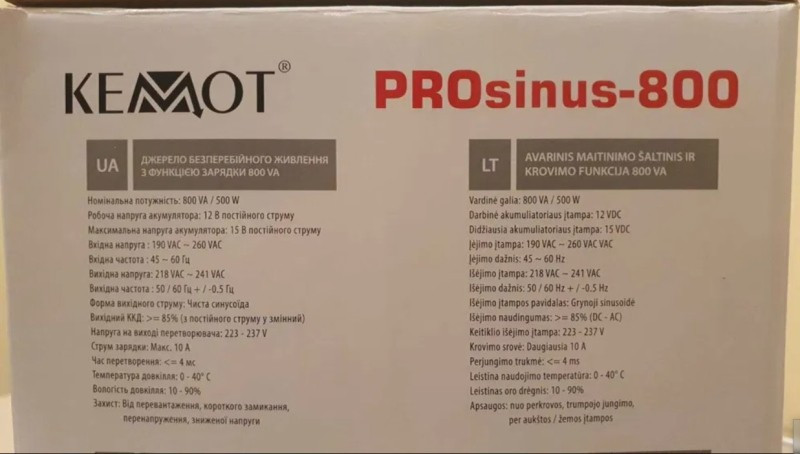 KEMOT®
PROsinus-800
UA
ДЖЕРЕЛО БЕЗПЕРЕБІЙНОГО ЖИВЛЕННЯ
З ФУНКЦІЄЮ ЗАРЯДКИ 800 VA
Номінальна потужність: 800 VA / 500 W
Робоча напруга акумулятора: 12 В постійного струму
Максимальна напруга акумулятора: 15 В постійного струму
Вхідна напруга : 190 VAC ~ 260 VAC
Вхідна частота : 45 ~ 60 Гц
Вихідна напруга: 218 VAC ~ 241 VAC
Вихідна частота : 50 / 60 Гц + / -0.5 Гц
Форма вихідного струму: Чиста синусоїда
Вихідний ККД: >= 85% (з постійного струму у змінний)
Напруга на виході перетворювача: 223 - 237 V
Струм зарядки: Макс. 10 А
Час перетворення: <= 4 мс
Температура довкілля: 0 - 40° C
Вологість довкілля: 10 - 90%
Захист: Від перевантаження, короткого замикання,
перенапруження, зниженої напруги
LT
AVARINIS MAITINIMO ŠALTINIS IR
KROVIMO FUNKCIJA 800 VA
Vardinė galia: 800 VA / 500 W
Darbinė akumuliatoriaus įtampa: 12 VDC
Didžiausia akumuliatoriaus įtampa: 15 VDC
Įėjimo įtampa: 190 VAC ~ 260 VAC VAC
Įėjimo dažnis: 45 ~ 60 Hz
Išėjimo įtampa: 218 VAC ~ 241 VAC
Išėjimo dažnis: 50 / 60 Hz + / -0.5 Hz
Išėjimo įtampos pavidalas: Grynoji sinusoidė
Išėjimo naudingumas: >= 85% (DC - AC)
Keitiklio išėjimo įtampa: 223 - 237 V
Krovimo srovė: Daugiausia 10 A
Perjungimo trukmė: <= 4 ms
Leistina naudojimo temperatūra: 0 - 40° C
Leistinas oro drėgnis: 10 - 90%
Apsaugos: nuo perkrovos, trumpojo jungimo,
per aukštos / žemos įtampos